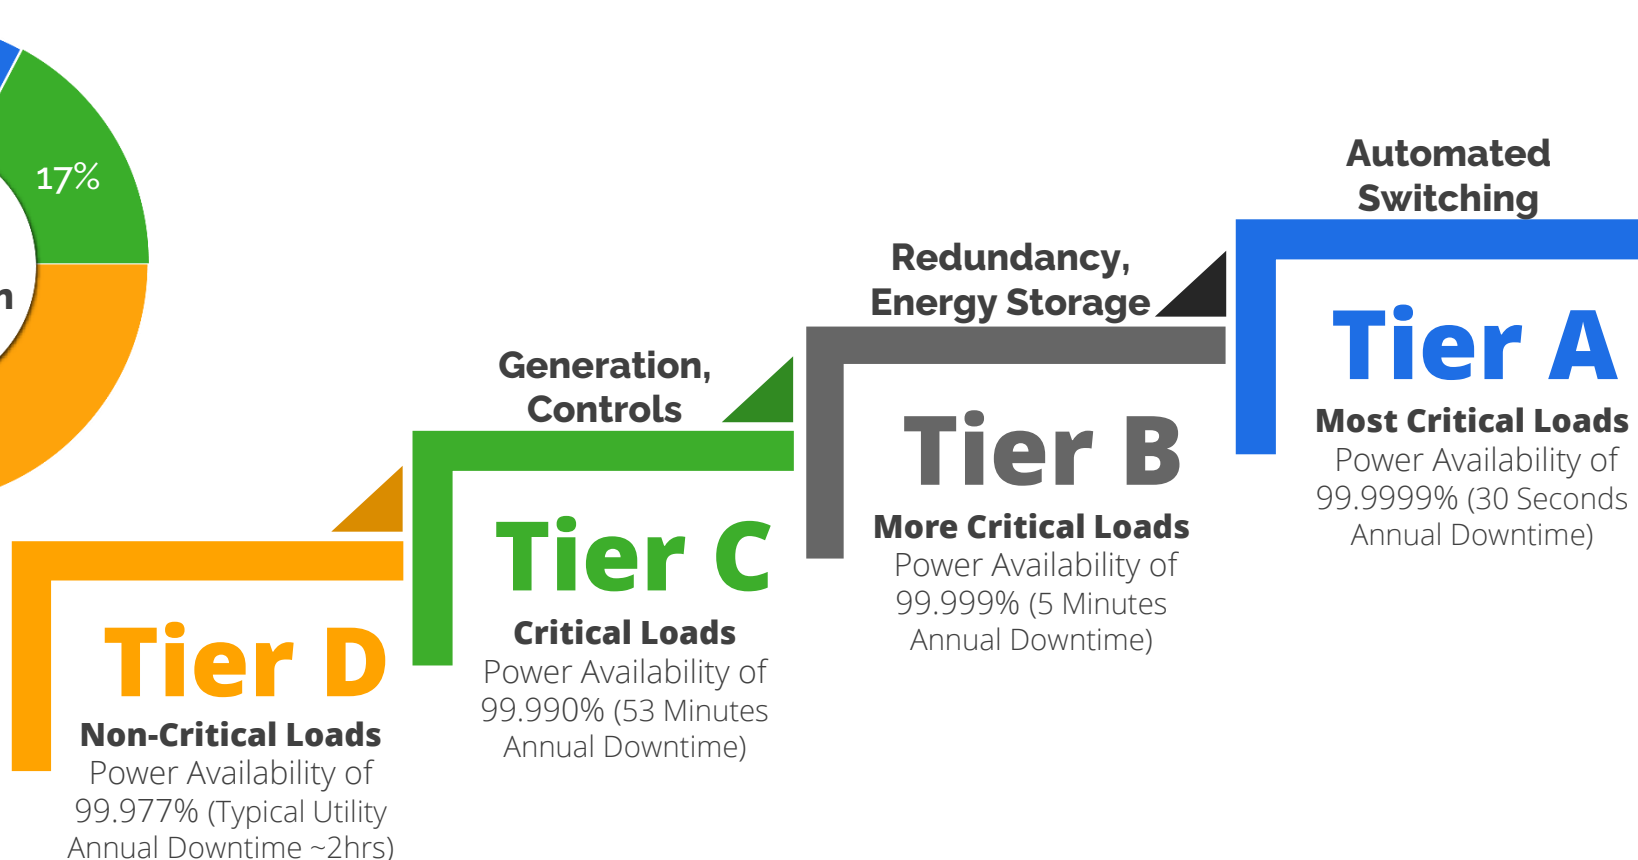 17%
Automated
Switching
Redundancy,
Energy Storage
Generation,
Controls
Tier A
Most Critical Loads
Power Availability of
99.9999% (30 Seconds
Annual Downtime)
Tier B
More Critical Loads
Power Availability of
99.999% (5 Minutes
Annual Downtime)
Tier C
Critical Loads
Power Availability of
99.990% (53 Minutes
Annual Downtime)
Tier D
Non-Critical Loads
Power Availability of
99.977% (Typical Utility
Annual Downtime ~2hrs)